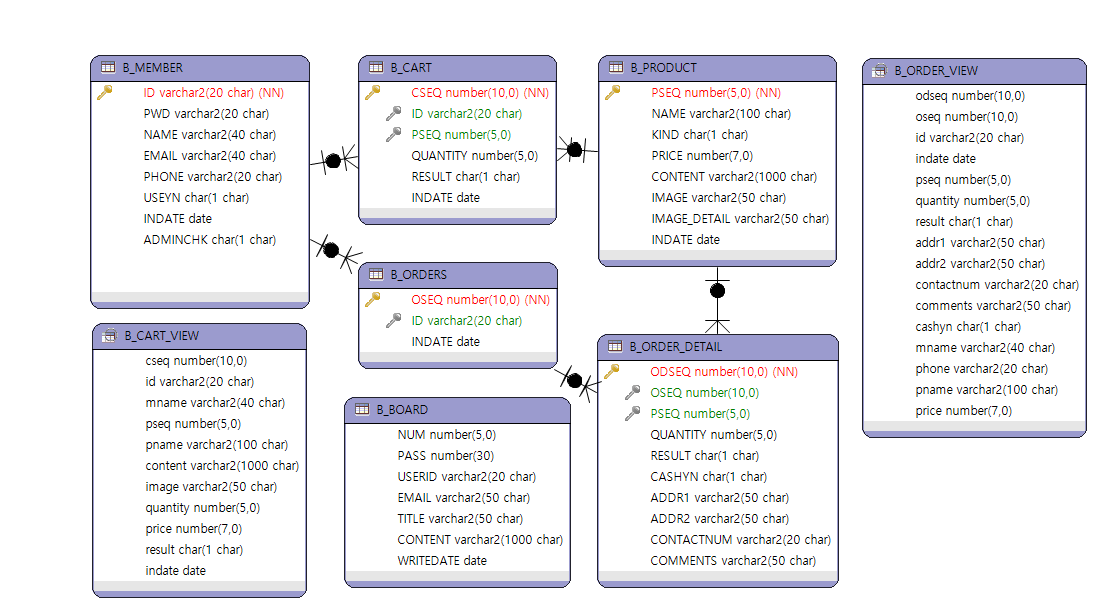 B_MEMBER
ID varchar2(20 char) (NN)
PWD varchar2(20 char)
NAME varchar2(40 char)
EMAIL varchar2(40 char)
PHONE varchar2(20 char)
USEYN char(1 char)
INDATE date
ADMINCHK char(1 char)
B_CART
CSEQ number(10,0) (NN)
ID varchar2(20 char)
PSEQ number(5,0)
QUANTITY number(5,0)
RESULT char(1 char)
INDATE date
B_PRODUCT
PSEQ number(5,0) (NN)
NAME varchar2(100 char)
KIND char(1 char)
PRICE number(7,0)
CONTENT varchar2(1000 char)
IMAGE varchar2(50 char)
IMAGE_DETAIL varchar2(50 char)
INDATE date
B_ORDER_VIEW
odseq number(10,0)
oseq number(10,0)
id varchar2(20 char)
indate date
pseq number(5,0)
quantity number(5,0)
result char(1 char)
addr1 varchar2(50 char)
addr2 varchar2(50 char)
contactnum varchar2(20 char)
comments varchar2(50 char)
cashyn char(1 char)
mname varchar2(40 char)
phone varchar2(20 char)
pname varchar2(100 char)
price number(7,0)
B_ORDERS
OSEQ number(10,0) (NN)
ID varchar2(20 char)
INDATE date
B_CART_VIEW
cseq number(10,0)
id varchar2(20 char)
mname varchar2(40 char)
pseq number(5,0)
pname varchar2(100 char)
content varchar2(1000 char)
image varchar2(50 char)
quantity number(5,0)
price number(7,0)
result char(1 char)
indate date
B_BOARD
NUM number(5,0)
PASS number(30)
USERID varchar2(20 char)
EMAIL varchar2(50 char)
TITLE varchar2(50 char)
CONTENT varchar2(1000 char)
WRITEDATE date
B_ORDER_DETAIL
ODSEQ number(10,0) (NN)
OSEQ number(10,0)
PSEQ number(5,0)
QUANTITY number(5,0)
RESULT char(1 char)
CASHYN char(1 char)
ADDR1 varchar2(50 char)
ADDR2 varchar2(50 char)
CONTACTNUM varchar2(20 char)
COMMENTS varchar2(50 char)